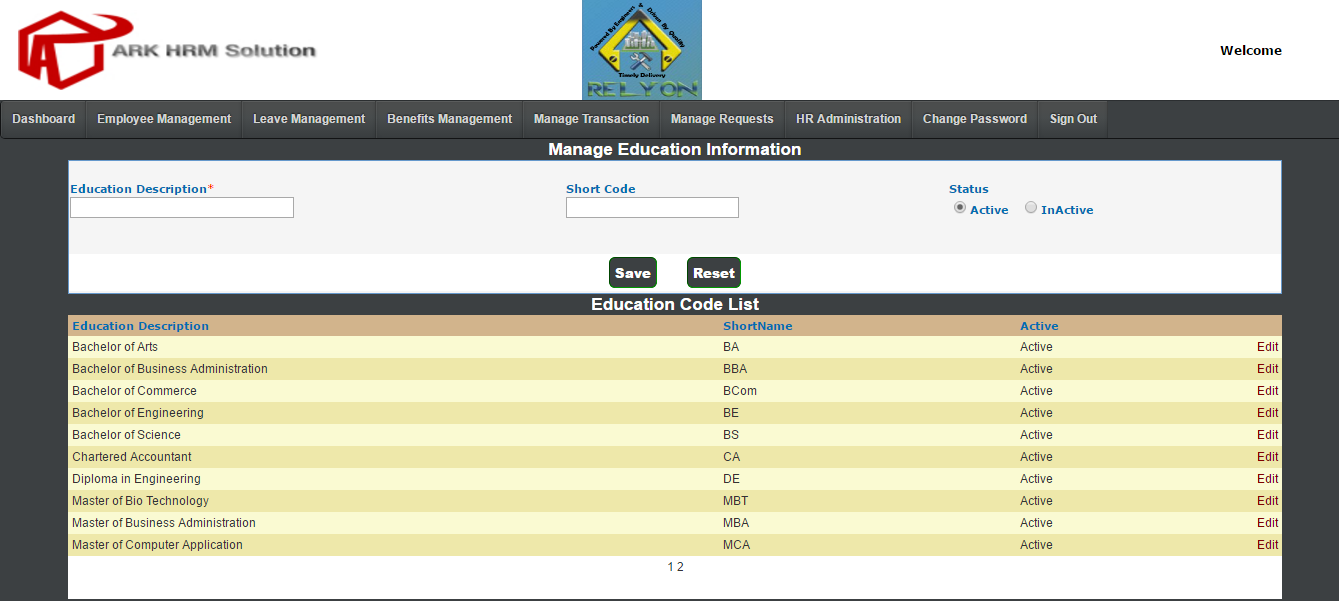 ARK HRM Solution
Powered By Engineers & Driven By Quality
Timely Delivery
RELYON
Welcome
Dashboard Employee Management Leave Management Benefits Management Manage Transaction Manage Requests HR Administration Change Password Sign Out
Manage Education Information
Education Description* Short Code Status
Active InActive
Save Reset
Education Code List
Education Description ShortName Active
Bachelor of Arts BA Active Edit
Bachelor of Business Administration BBA Active Edit
Bachelor of Commerce BCom Active Edit
Bachelor of Engineering BE Active Edit
Bachelor of Science BS Active Edit
Chartered Accountant CA Active Edit
Diploma in Engineering DE Active Edit
Master of Bio Technology MBT Active Edit
Master of Business Administration MBA Active Edit
Master of Computer Application MCA Active Edit
1 2